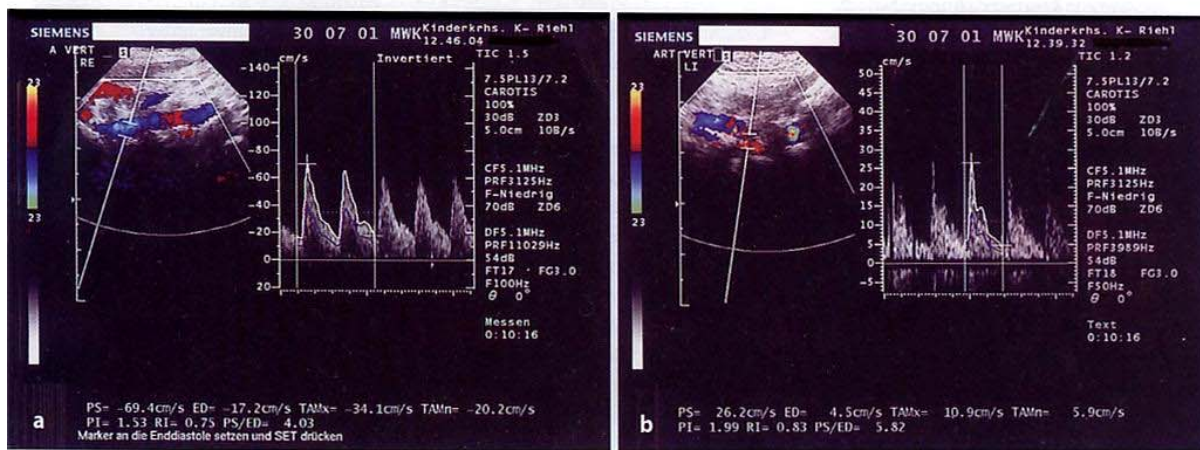 SIEMENS
30 07 01 MWK
Kinderkrhs. K- Riehl
12.46.04
A VERT
RE
S
TIC 1.5
cm/s
Invertiert
-140
-120
-100
-80
-60
-40
-20
0
20
23
23
7.5PL13/7.2
CAROTIS
100%
30dB ZD3
5.0cm 10B/s
CF5.1MHz
PRF3125Hz
F-Niedrig
70dB ZD6
DF5.1MHz
PRF11029Hz
54dB
FT17 FG3.0
F100Hz
θ 0°
Messen
0:10:16
PS= -69.4cm/s ED= -17.2cm/s TAMx= -34.1cm/s TAMn= -20.2cm/s
PI= 1.53 RI= 0.75 PS/ED= 4.03
Marker an die Enddiastole setzen und SET drücken
a
SIEMENS
30 07 01 MWK
Kinderkrhs. K- Riehl
12.39.32
ART VERT
LI
TIC 1.2
cm/s
50
45
40
35
30
25
20
15
10
5
0
-5
23
23
7.5PL13/7.2
CAROTIS
100%
30dB ZD3
5.0cm 10B/s
CF5.1MHz
PRF3125Hz
F-Niedrig
70dB ZD6
DF5.1MHz
PRF3989Hz
54dB
FT18 FG3.0
F50Hz
θ 0°
Text
0:10:16
PS= 26.2cm/s ED= 4.5cm/s TAMx= 10.9cm/s TAMn= 5.9cm/s
PI= 1.99 RI= 0.83 PS/ED= 5.82
b